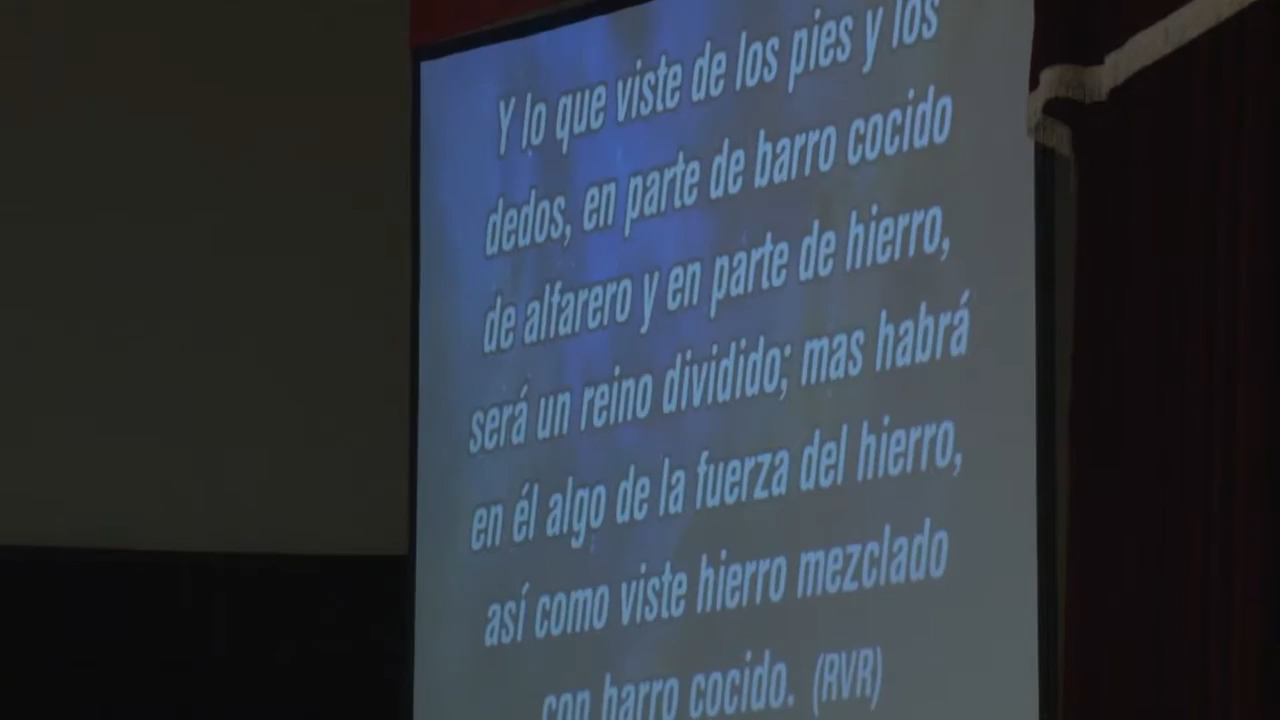 Y lo que viste de los pies y los
dedos, en parte de barro cocido
de alfarero y en parte de hierro,
será un reino dividido; mas habrá
en él algo de la fuerza del hierro,
así como viste hierro mezclado
con barro cocido. (RVR)